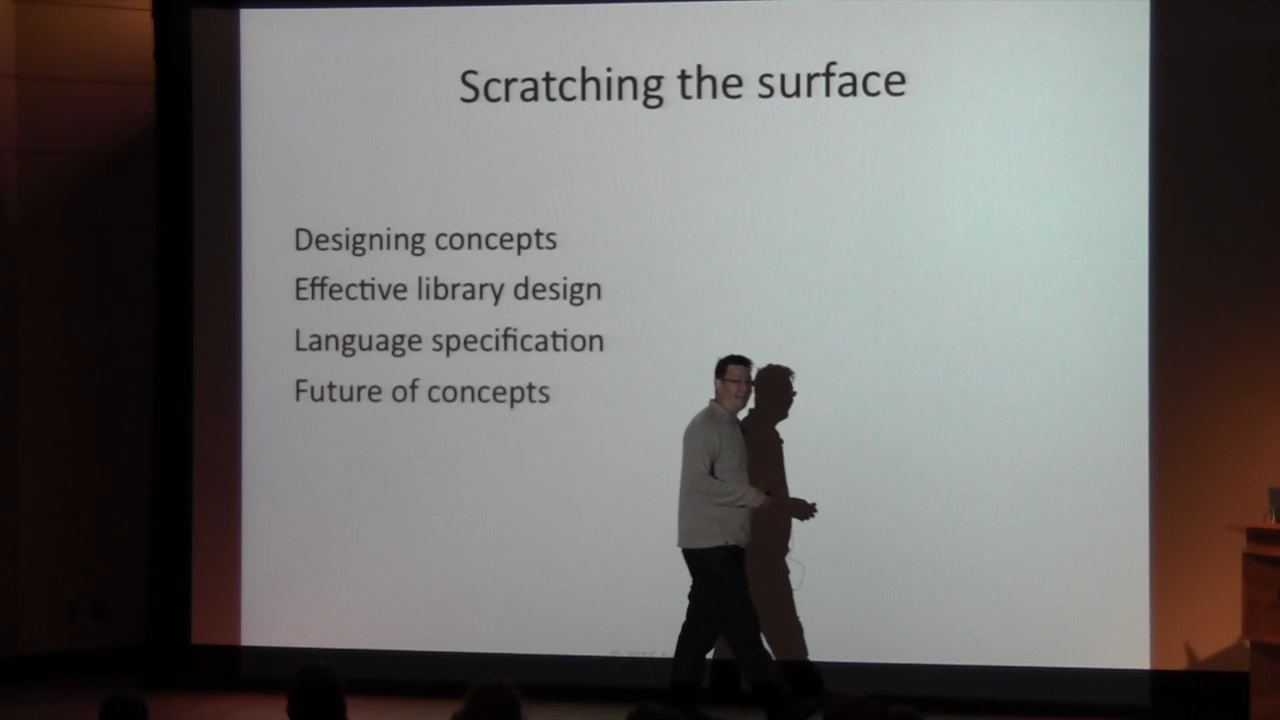 Scratching the surface
Designing concepts
Effective library design
Language specification
Future of concepts